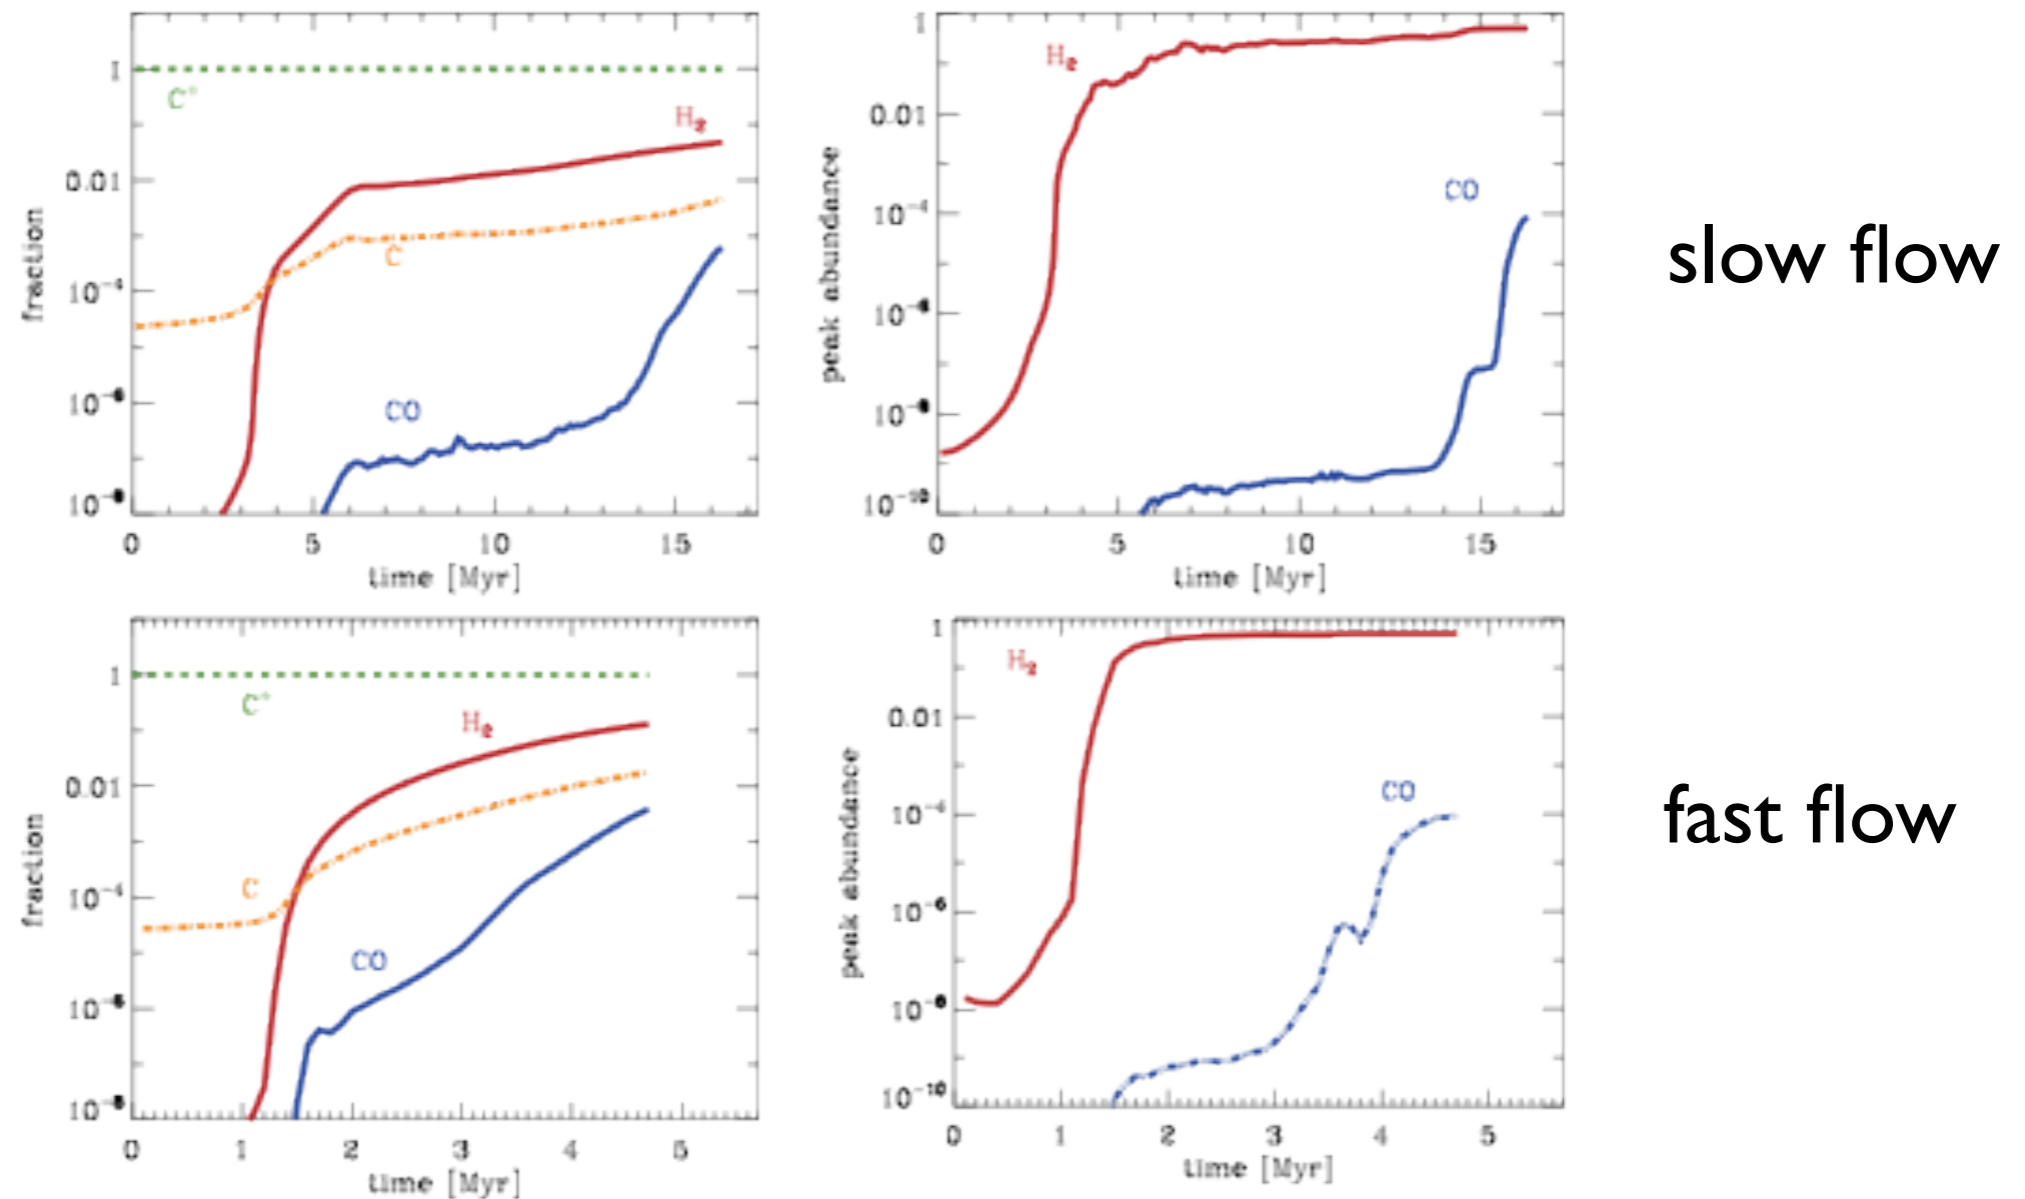 1
C⁺
H₂
0.01
C
10⁻⁴
CO
10⁻⁶
10⁻⁸
fraction
0 5 10 15
time [Myr]
1
H₂
0.01
CO
10⁻⁴
10⁻⁶
10⁻⁸
10⁻¹⁰
peak abundance
0 5 10 15
time [Myr]
slow flow
1
C⁺
H₂
0.01
C
10⁻⁴
CO
10⁻⁶
10⁻⁸
fraction
0 1 2 3 4 5
time [Myr]
1
H₂
0.01
CO
10⁻⁴
10⁻⁶
10⁻⁸
10⁻¹⁰
peak abundance
0 1 2 3 4 5
time [Myr]
fast flow